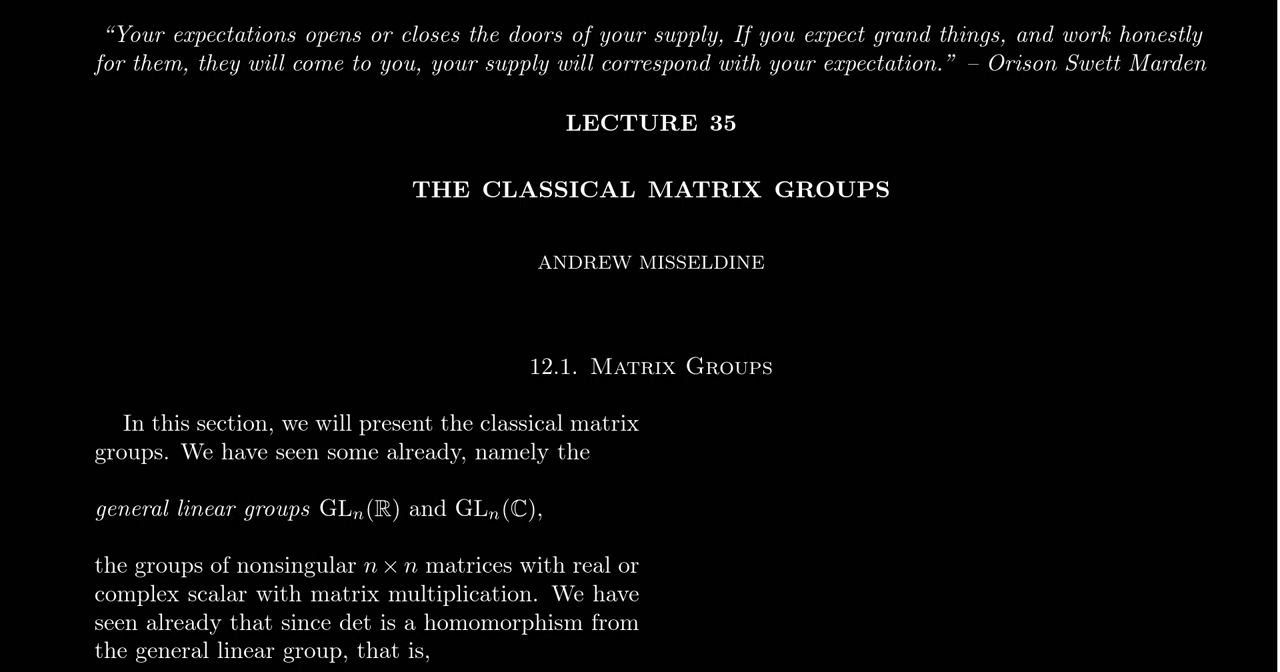 “Your expectations opens or closes the doors of your supply, If you expect grand things, and work honestly
for them, they will come to you, your supply will correspond with your expectation.” – Orison Swett Marden
LECTURE 35
THE CLASSICAL MATRIX GROUPS
ANDREW MISSELDINE
12.1. Matrix Groups
In this section, we will present the classical matrix
groups. We have seen some already, namely the
general linear groups GLₙ(ℝ) and GLₙ(ℂ),
the groups of nonsingular n × n matrices with real or
complex scalar with matrix multiplication. We have
seen already that since det is a homomorphism from
the general linear group, that is,